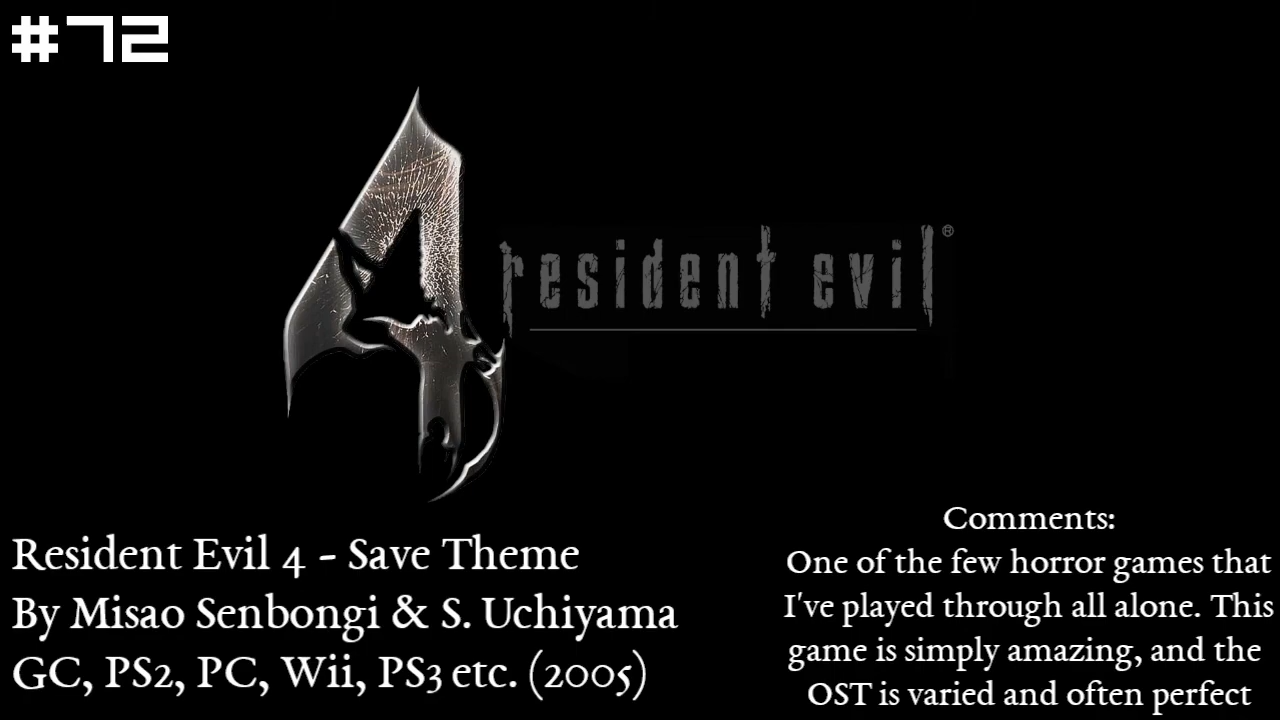 #72
4
resident evil®
Resident Evil 4 - Save Theme
By Misao Senbongi & S. Uchiyama
GC, PS2, PC, Wii, PS3 etc. (2005)
Comments:
One of the few horror games that
I've played through all alone. This
game is simply amazing, and the
OST is varied and often perfect